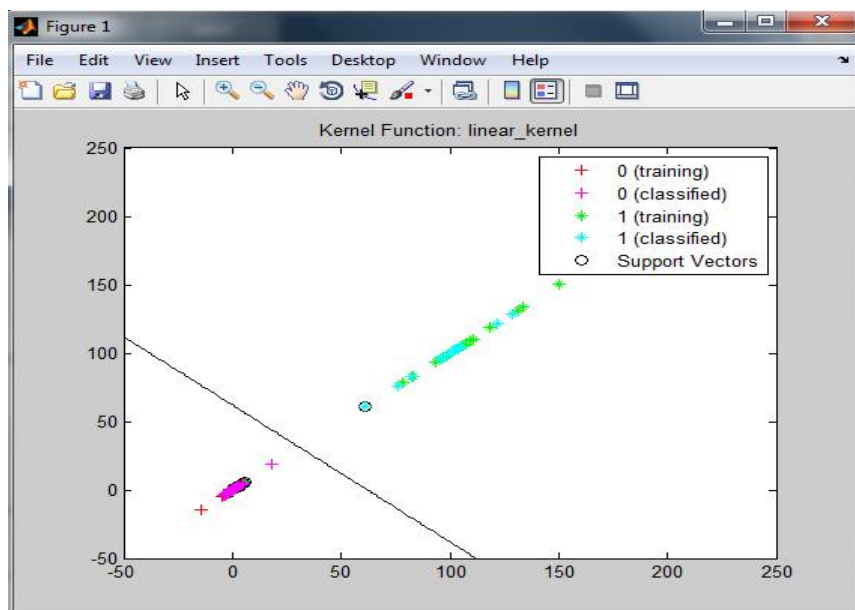 Figure 1
File Edit View Insert Tools Desktop Window Help
Kernel Function: linear_kernel
250
200
150
100
50
0
-50
-50 0 50 100 150 200 250
0 (training)
0 (classified)
1 (training)
1 (classified)
Support Vectors